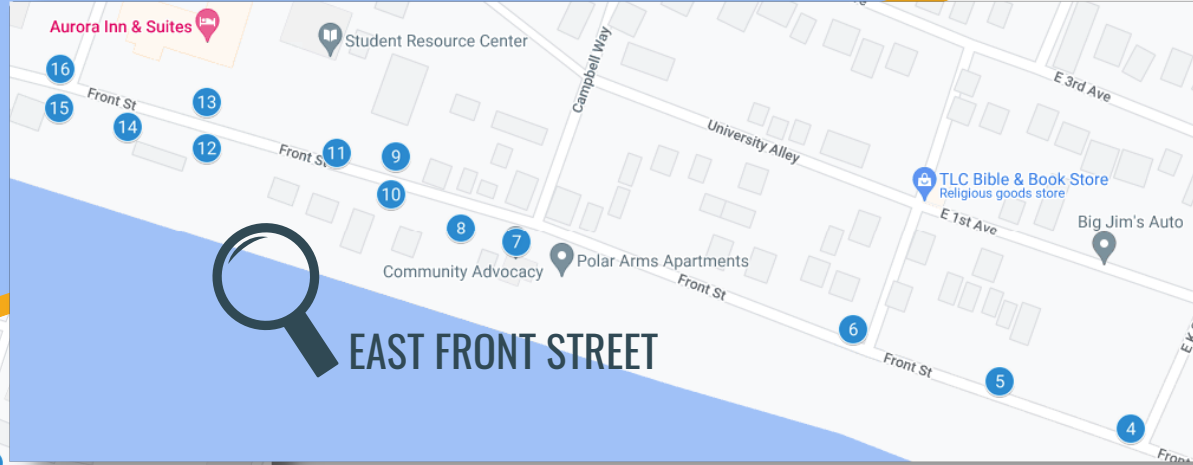 Aurora Inn & Suites
Student Resource Center
Campbell Way
E 3rd Ave
16
Front St
13
15
14
12
Front St
11
9
University Alley
10
TLC Bible & Book Store
Religious goods store
E 1st Ave
Big Jim's Auto
8
7
Community Advocacy
Polar Arms Apartments
Front St
6
EAST FRONT STREET
Front St
5
4
Front